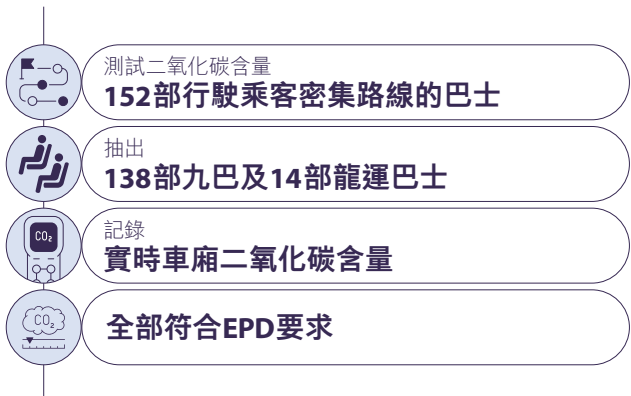 測試二氧化碳含量
152部行駛乘客密集路線的巴士
抽出
138部九巴及14部龍運巴士
CO₂
記錄
實時車廂二氧化碳含量
CO₂
全部符合EPD要求